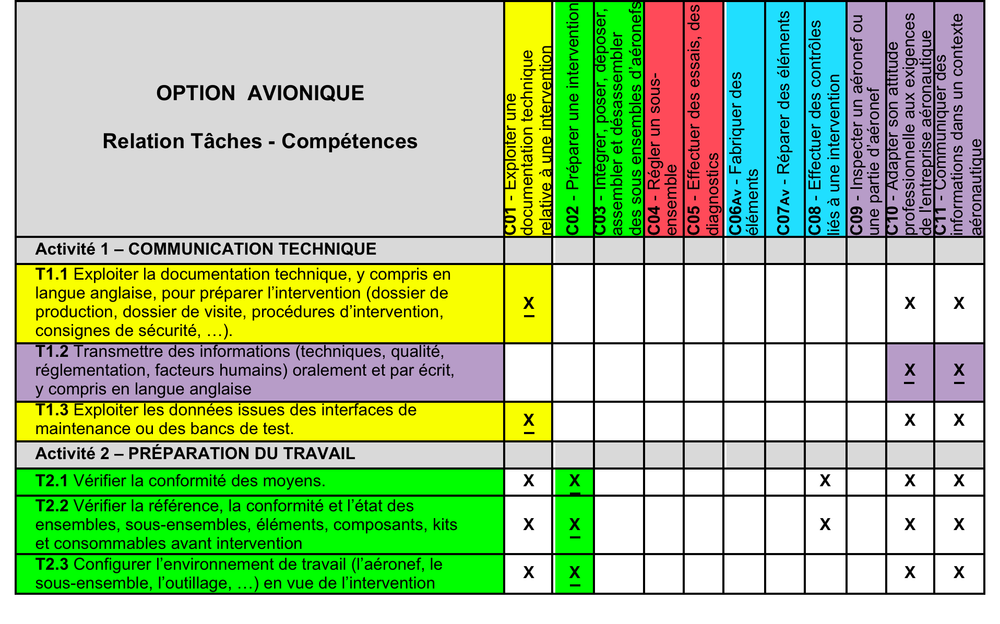 OPTION AVIONIQUE
Relation Tâches - Compétences
C01 - Exploiter une
documentation technique
relative à une intervention
C02 - Préparer une intervention
C03 - Intégrer, poser, déposer,
assembler et désassembler
des sous ensembles d’aéronefs
C04 - Régler un sous-
ensemble
C05 - Effectuer des essais, des
diagnostics
C06AV - Fabriquer des
éléments
C07AV - Réparer des éléments
C08 - Effectuer des contrôles
liés à une intervention
C09 - Inspecter un aéronef ou
une partie d’aéronef
C10 - Adapter son attitude
professionnelle aux exigences
de l'entreprise aéronautique
C11 - Communiquer des
informations dans un contexte
aéronautique
Activité 1 – COMMUNICATION TECHNIQUE
T1.1 Exploiter la documentation technique, y compris en
langue anglaise, pour préparer l’intervention (dossier de
production, dossier de visite, procédures d’intervention,
consignes de sécurité, …).
X X X
T1.2 Transmettre des informations (techniques, qualité,
réglementation, facteurs humains) oralement et par écrit,
y compris en langue anglaise
X X
T1.3 Exploiter les données issues des interfaces de
maintenance ou des bancs de test.
X X X
Activité 2 – PRÉPARATION DU TRAVAIL
T2.1 Vérifier la conformité des moyens.
X X X X X
T2.2 Vérifier la référence, la conformité et l’état des
ensembles, sous-ensembles, éléments, composants, kits
et consommables avant intervention
X X X X X
T2.3 Configurer l’environnement de travail (l’aéronef, le
sous-ensemble, l’outillage, …) en vue de l’intervention
X X X X